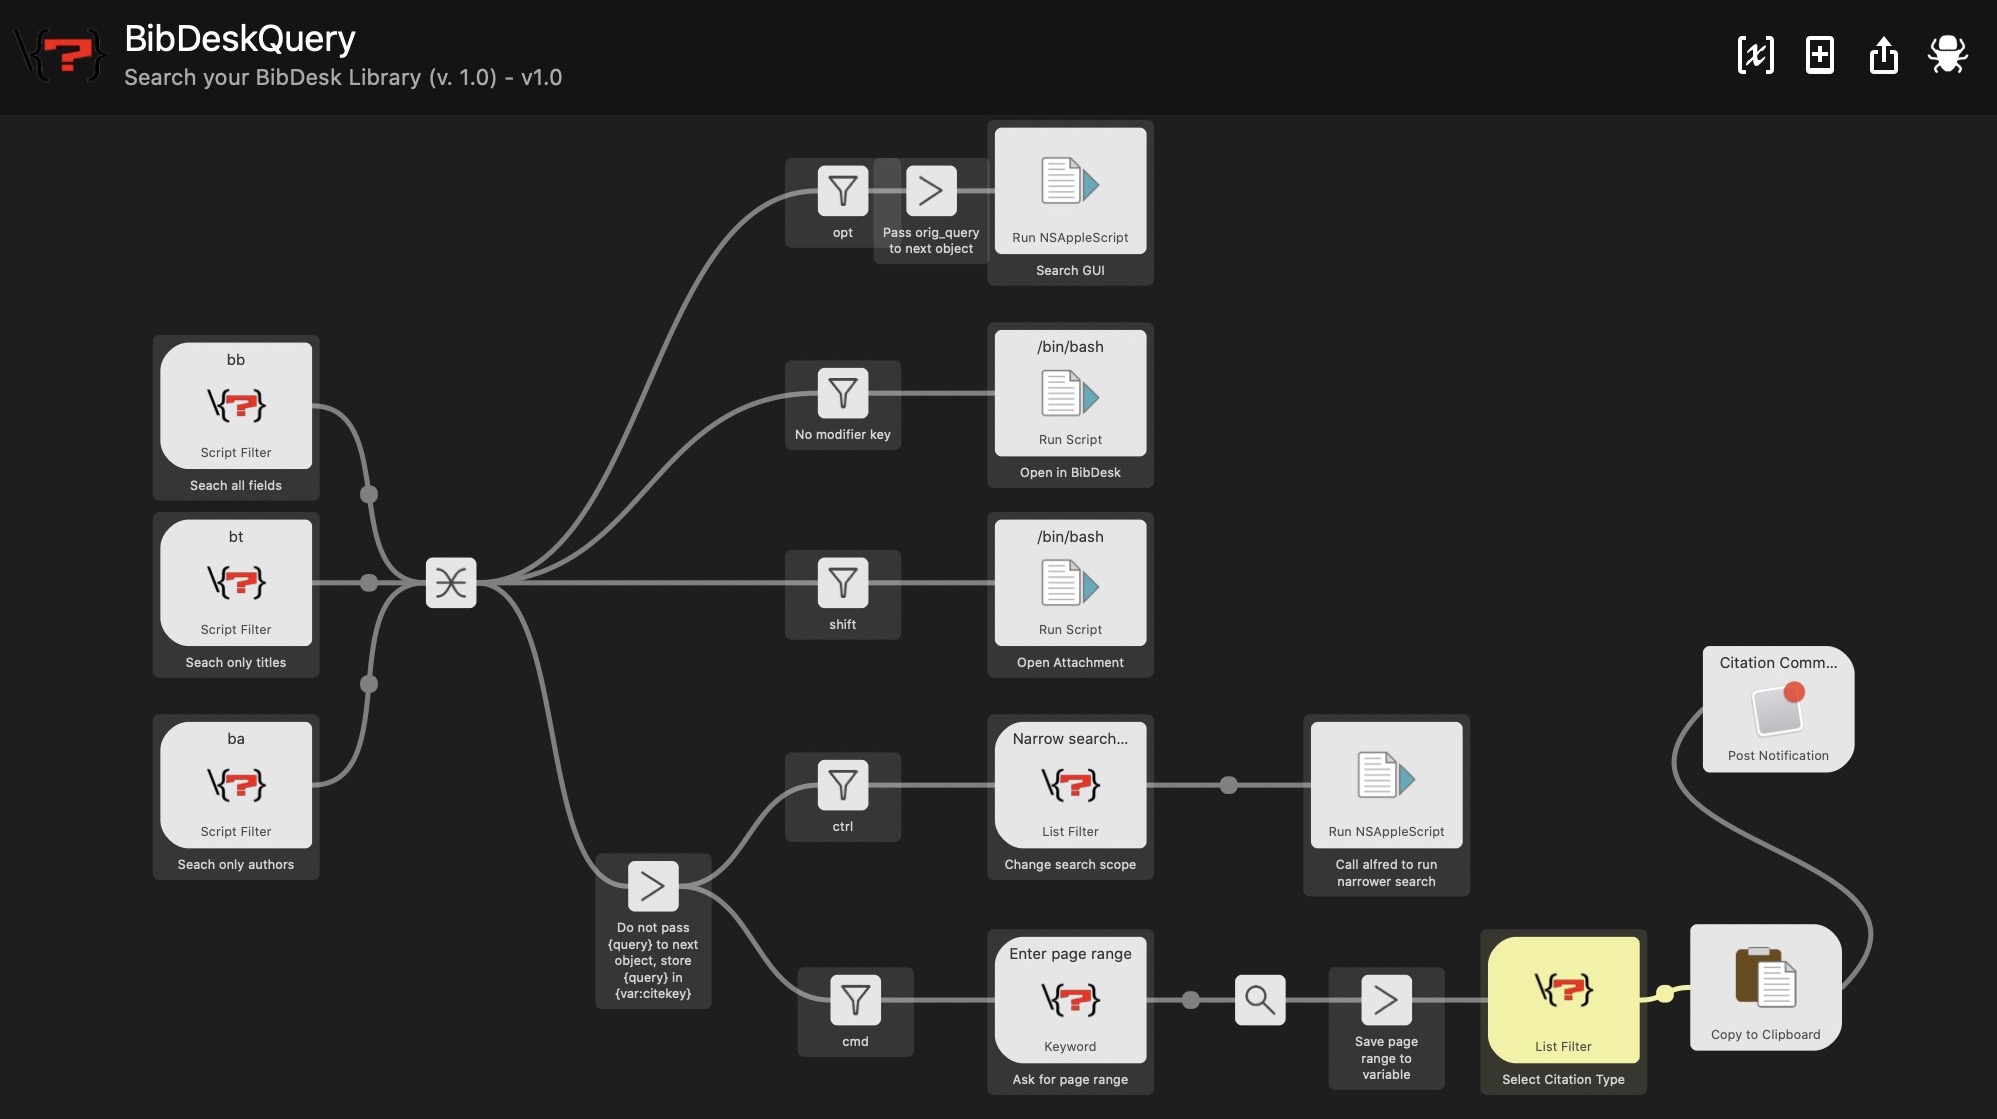 BibDeskQuery
Search your BibDesk Library (v. 1.0) - v1.0
opt
Pass orig_query
to next object
Run NSAppleScript
Search GUI
bb
Script Filter
Seach all fields
No modifier key
/bin/bash
Run Script
Open in BibDesk
bt
Script Filter
Seach only titles
shift
/bin/bash
Run Script
Open Attachment
ba
Script Filter
Seach only authors
ctrl
Narrow search...
List Filter
Change search scope
Run NSAppleScript
Call alfred to run
narrower search
Citation Comm...
Post Notification
Do not pass
{query} to next
object, store
{query} in
{var:citekey}
cmd
Enter page range
Keyword
Ask for page range
Save page
range to
variable
List Filter
Select Citation Type
Copy to Clipboard